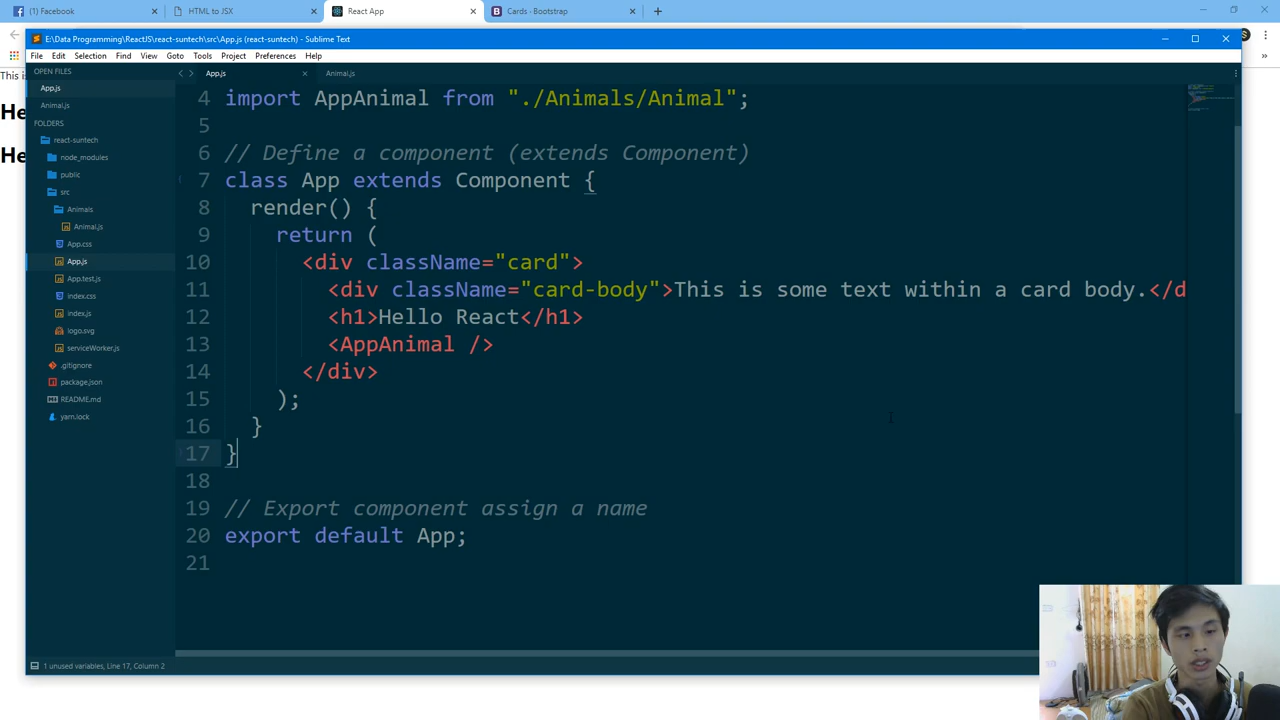 (1) Facebook
HTML to JSX
React App
Cards · Bootstrap
E:\Data Programming\ReactJS\react-suntech\src\App.js (react-suntech) - Sublime Text
File Edit Selection Find View Goto Tools Project Preferences Help
This is
He
He
OPEN FILES
App.js
Animal.js
FOLDERS
react-suntech
node_modules
public
src
Animals
Animal.js
App.css
App.js
App.test.js
index.css
index.js
logo.svg
serviceWorker.js
.gitignore
package.json
README.md
yarn.lock
App.js
Animal.js
4 import AppAnimal from "./Animals/Animal";
5
6 // Define a component (extends Component)
7 class App extends Component {
8 render() {
9 return (
10 <div className="card">
11 <div className="card-body">This is some text within a card body.</d
12 <h1>Hello React</h1>
13 <AppAnimal />
14 </div>
15 );
16 }
17 }
18
19 // Export component assign a name
20 export default App;
21
1 unused variables, Line 17, Column 2